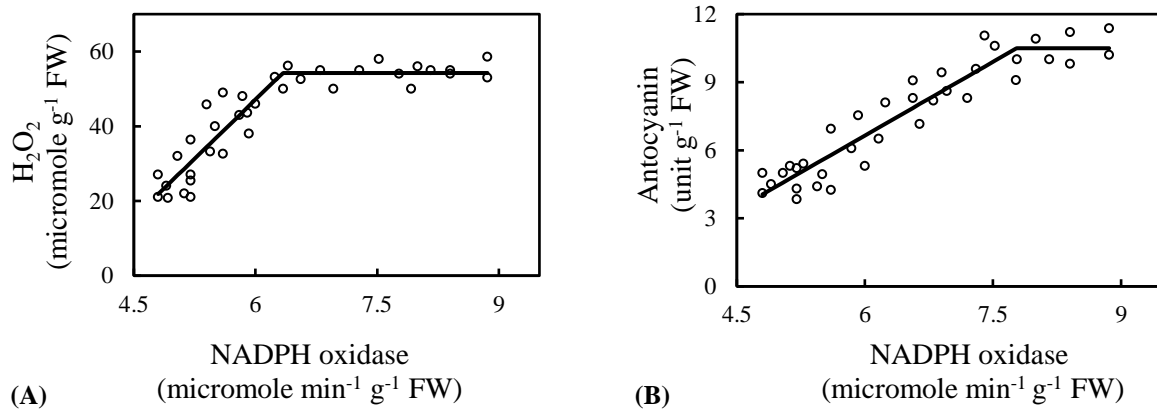 H₂O₂
(micromole g⁻¹ FW)
60
40
20
0
4.5 6 7.5 9
NADPH oxidase
(micromole min⁻¹ g⁻¹ FW)
(A)
Antocyanin
(unit g⁻¹ FW)
12
9
6
3
0
4.5 6 7.5 9
NADPH oxidase
(micromole min⁻¹ g⁻¹ FW)
(B)